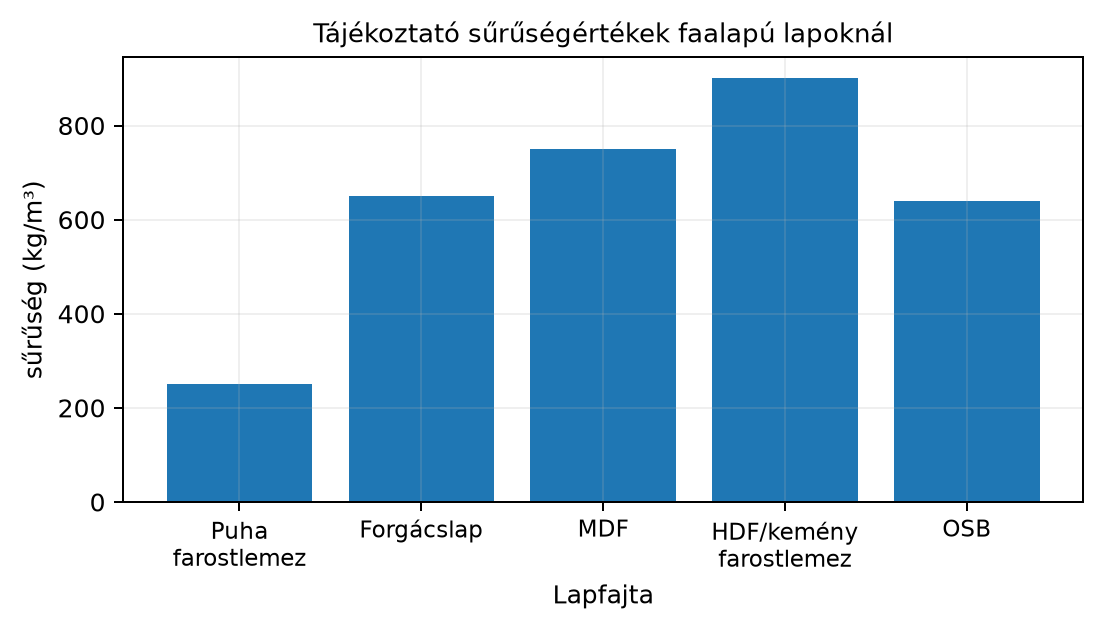 Tájékoztató sűrűségértékek faalapú lapoknál
sűrűség (kg/m³)
800
600
400
200
0
Puha
farostlemez
Forgácslap
MDF
HDF/kemény
farostlemez
OSB
Lapfajta